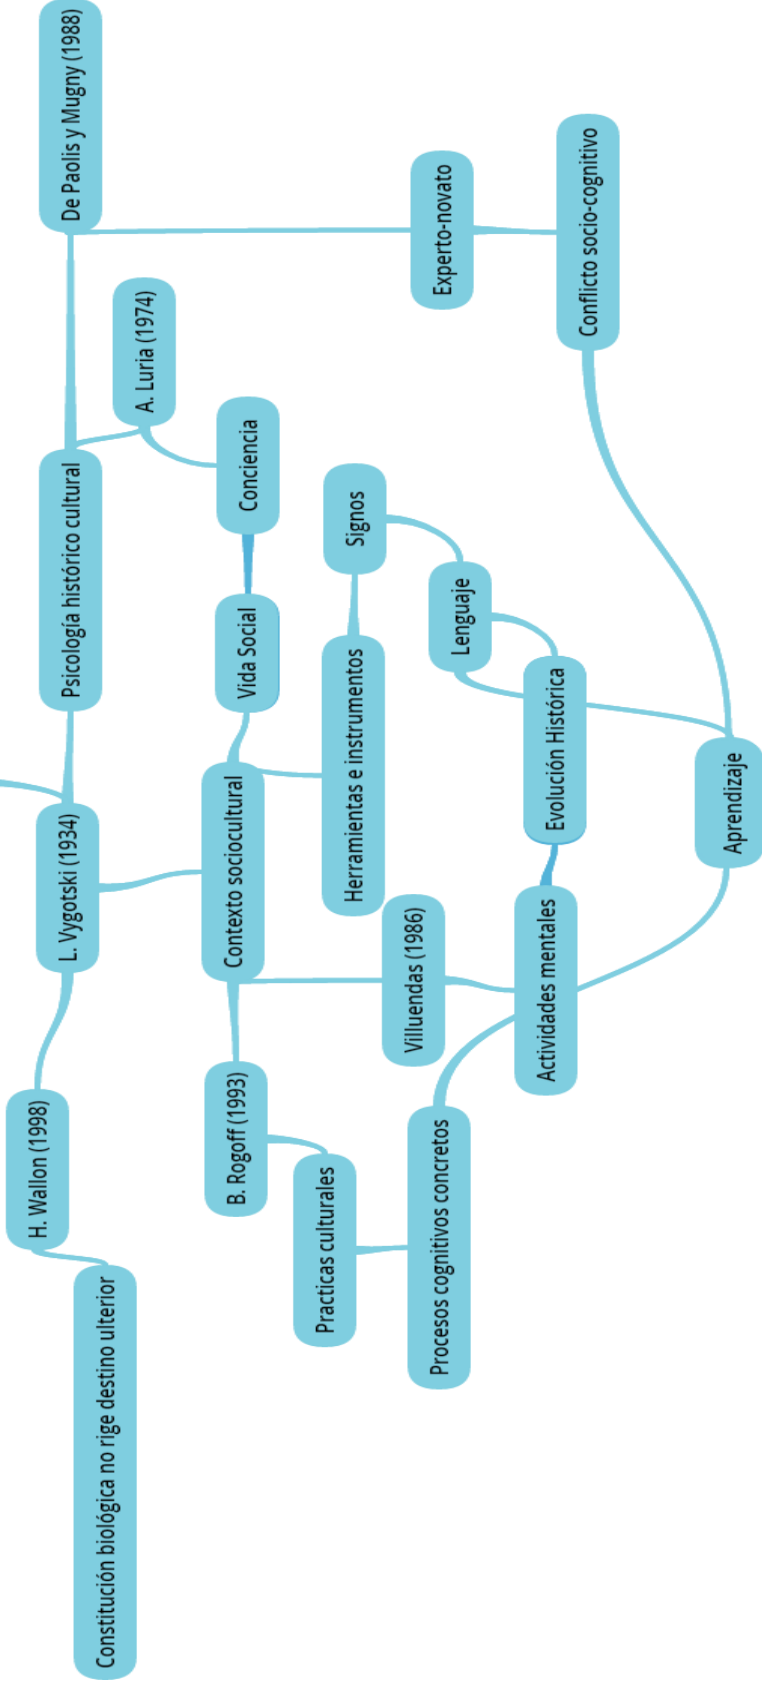 H. Wallon (1998)
L. Vygotski (1934)
Psicología histórico cultural
De Paolis y Mugny (1988)
Constitución biológica no rige destino ulterior
A. Luria (1974)
B. Rogoff (1993)
Contexto sociocultural
Vida Social
Conciencia
Practicas culturales
Herramientas e instrumentos
Signos
Procesos cognitivos concretos
Villuendas (1986)
Lenguaje
Experto-novato
Actividades mentales
Evolución Histórica
Conflicto socio-cognitivo
Aprendizaje